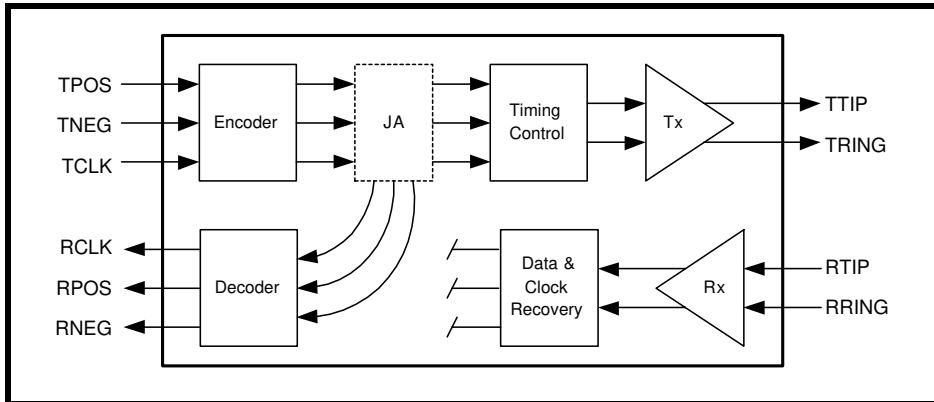 TPOS
TNEG
TCLK
Encoder
JA
Timing
Control
Tx
TTIP
TRING
RCLK
RPOS
RNEG
Decoder
Data &
Clock
Recovery
Rx
RTIP
RRING